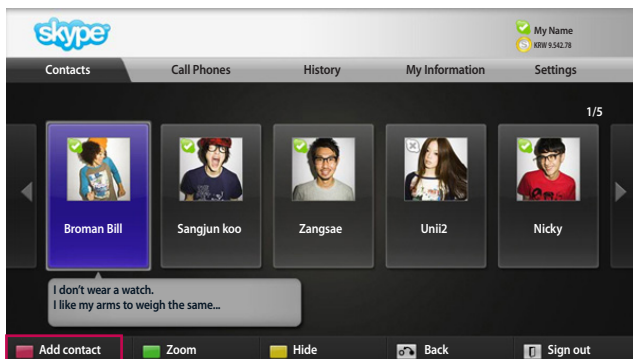 skype
My Name
KRW 9.542.78
Contacts Call Phones History My Information Settings
1/5
Broman Bill Sangjun koo Zangsae Unii2 Nicky
I don't wear a watch.
I like my arms to weigh the same...
Add contact Zoom Hide Back Sign out